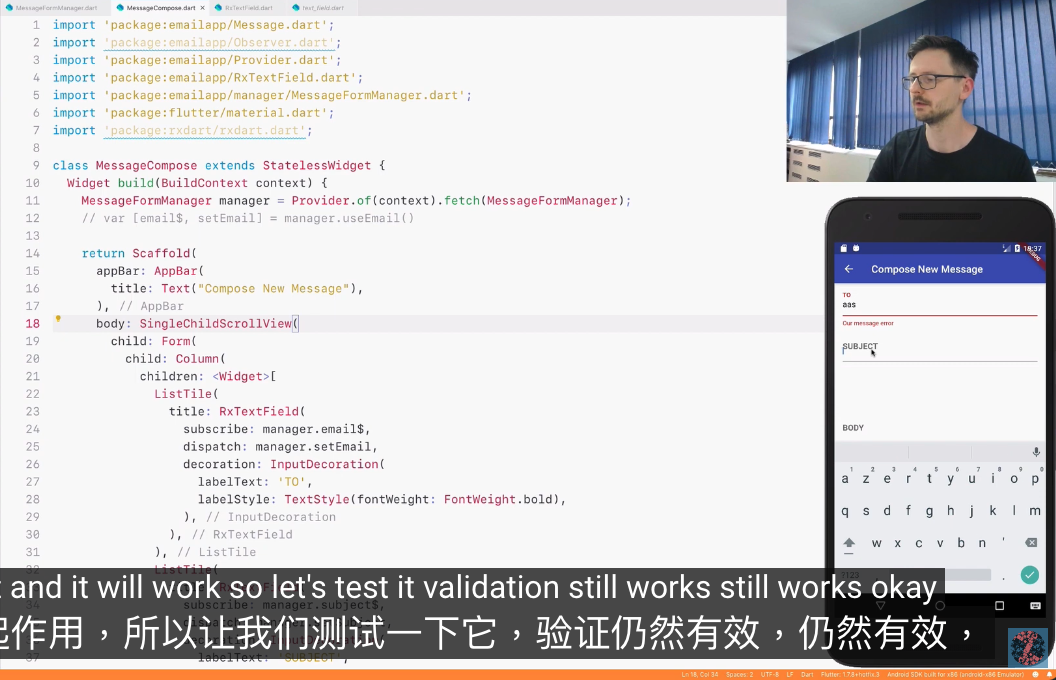 MessageFormManager.dart MessageCompose.dart × RxTextField.dart text_field.dart
1 import 'package:emailapp/Message.dart';
2 import 'package:emailapp/Observer.dart';
3 import 'package:emailapp/Provider.dart';
4 import 'package:emailapp/RxTextField.dart';
5 import 'package:emailapp/manager/MessageFormManager.dart';
6 import 'package:flutter/material.dart';
7 import 'package:rxdart/rxdart.dart';
8
9 class MessageCompose extends StatelessWidget {
10 Widget build(BuildContext context) {
11 MessageFormManager manager = Provider.of(context).fetch(MessageFormManager);
12 // var [email$, setEmail] = manager.useEmail()
13
14 return Scaffold(
15 appBar: AppBar(
16 title: Text("Compose New Message"),
17 ), // AppBar
18 body: SingleChildScrollView(
19 child: Form(
20 child: Column(
21 children: <Widget>[
22 ListTile(
23 title: RxTextField(
24 subscribe: manager.email$,
25 dispatch: manager.setEmail,
26 decoration: InputDecoration(
27 labelText: 'TO',
28 labelStyle: TextStyle(fontWeight: FontWeight.bold),
29 ), // InputDecoration
30 ), // RxTextField
31 ), // ListTile
32 ListTile(
subscribe: manager.subject$,
37 labelText: 'SUBJECT',
and it will work so let's test it validation still works still works okay
作用，所以让我们测试一下它，验证仍然有效，仍然有效，
18:37
Compose New Message
TO
aas
Our message error
SUBJECT
BODY
1 2 3 4 5 6 7 8 9 0
a z e r t y u i o p
q s d f g h j k l m
w x c v b n '
?123 , .
Ln 18, Col 34 Spaces: 2 UTF-8 LF Dart Flutter: 1.7.8+hotfix.3 Android SDK built for x86 (android-x86 Emulator)